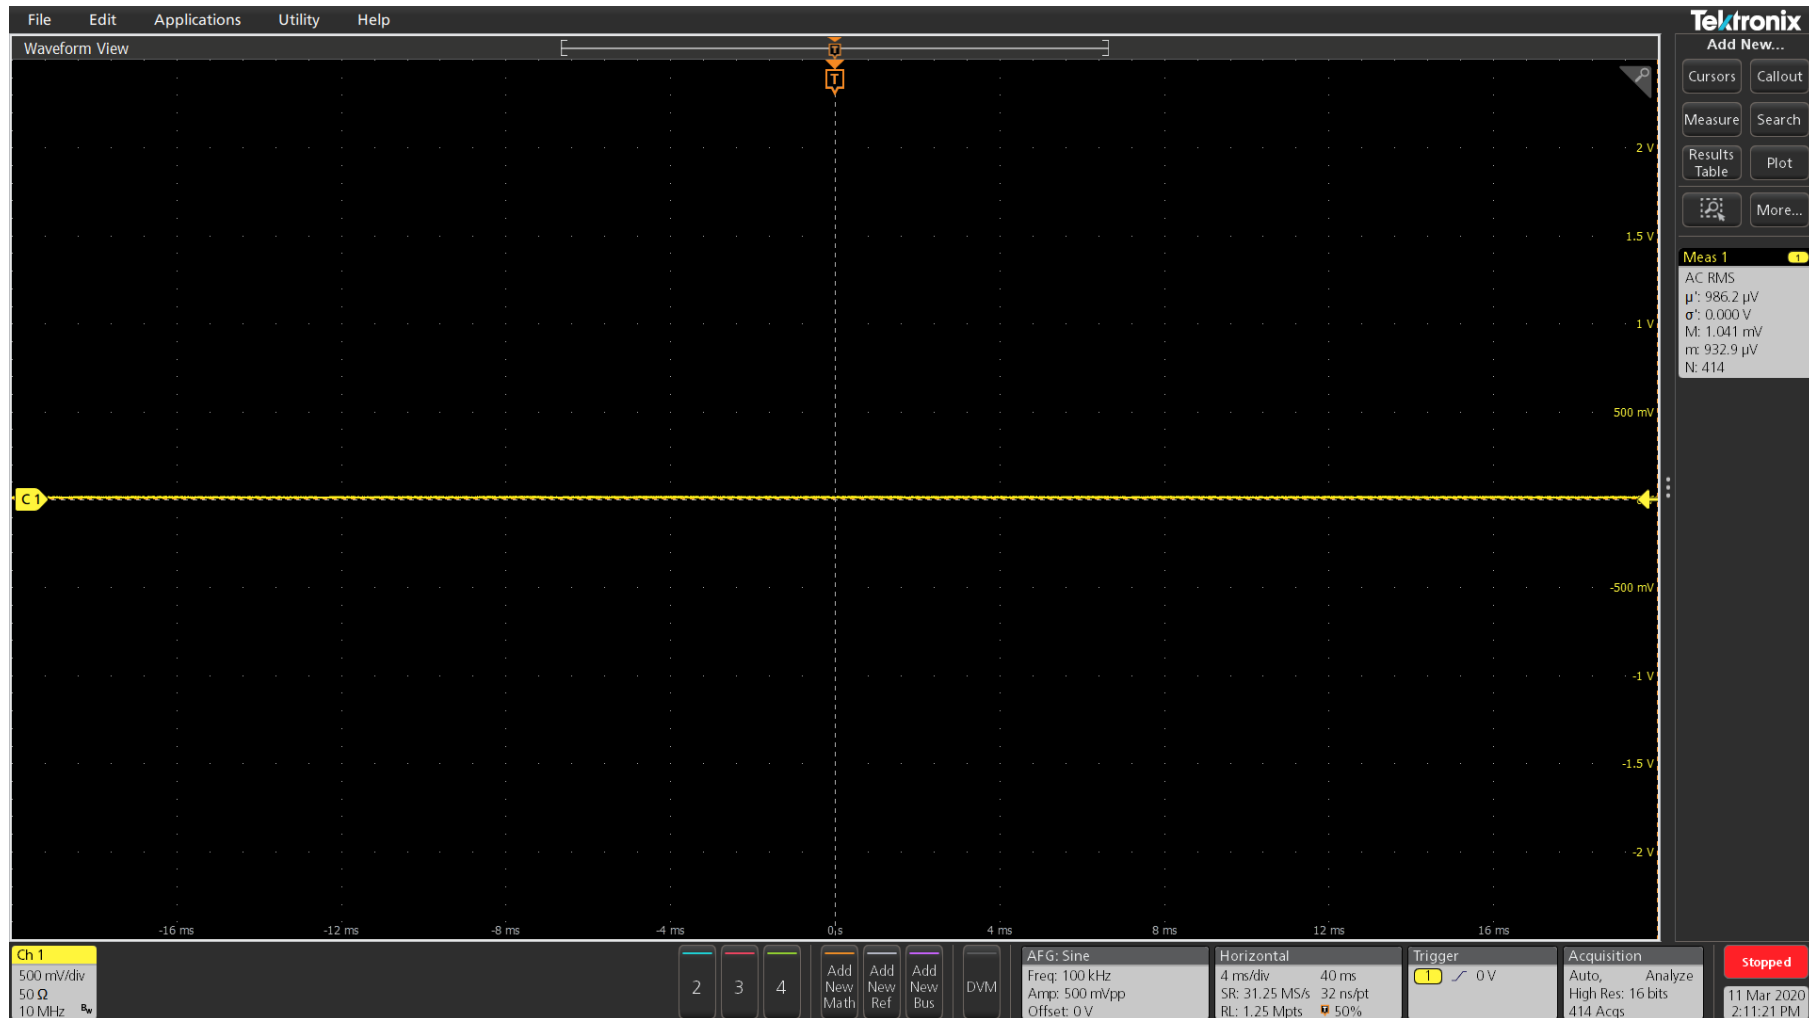 File Edit Applications Utility Help
Tektronix
Waveform View
Add New...
T
T
Cursors Callout
Measure Search
Results Table Plot
More...
2 V
1.5 V
1 V
500 mV
-500 mV
-1 V
-1.5 V
-2 V
Meas 1 1
AC RMS
µ': 986.2 µV
σ': 0.000 V
M: 1.041 mV
m: 932.9 µV
N: 414
C 1
-16 ms -12 ms -8 ms -4 ms 0 s 4 ms 8 ms 12 ms 16 ms
Ch 1
500 mV/div
50 Ω
10 MHz Bw
2 3 4
Add New Math
Add New Ref
Add New Bus
DVM
AFG: Sine
Freq: 100 kHz
Amp: 500 mVpp
Offset: 0 V
Horizontal
4 ms/div 40 ms
SR: 31.25 MS/s 32 ns/pt
RL: 1.25 Mpts T 50%
Trigger
1 0 V
Acquisition
Auto, Analyze
High Res: 16 bits
414 Acqs
Stopped
11 Mar 2020
2:11:21 PM